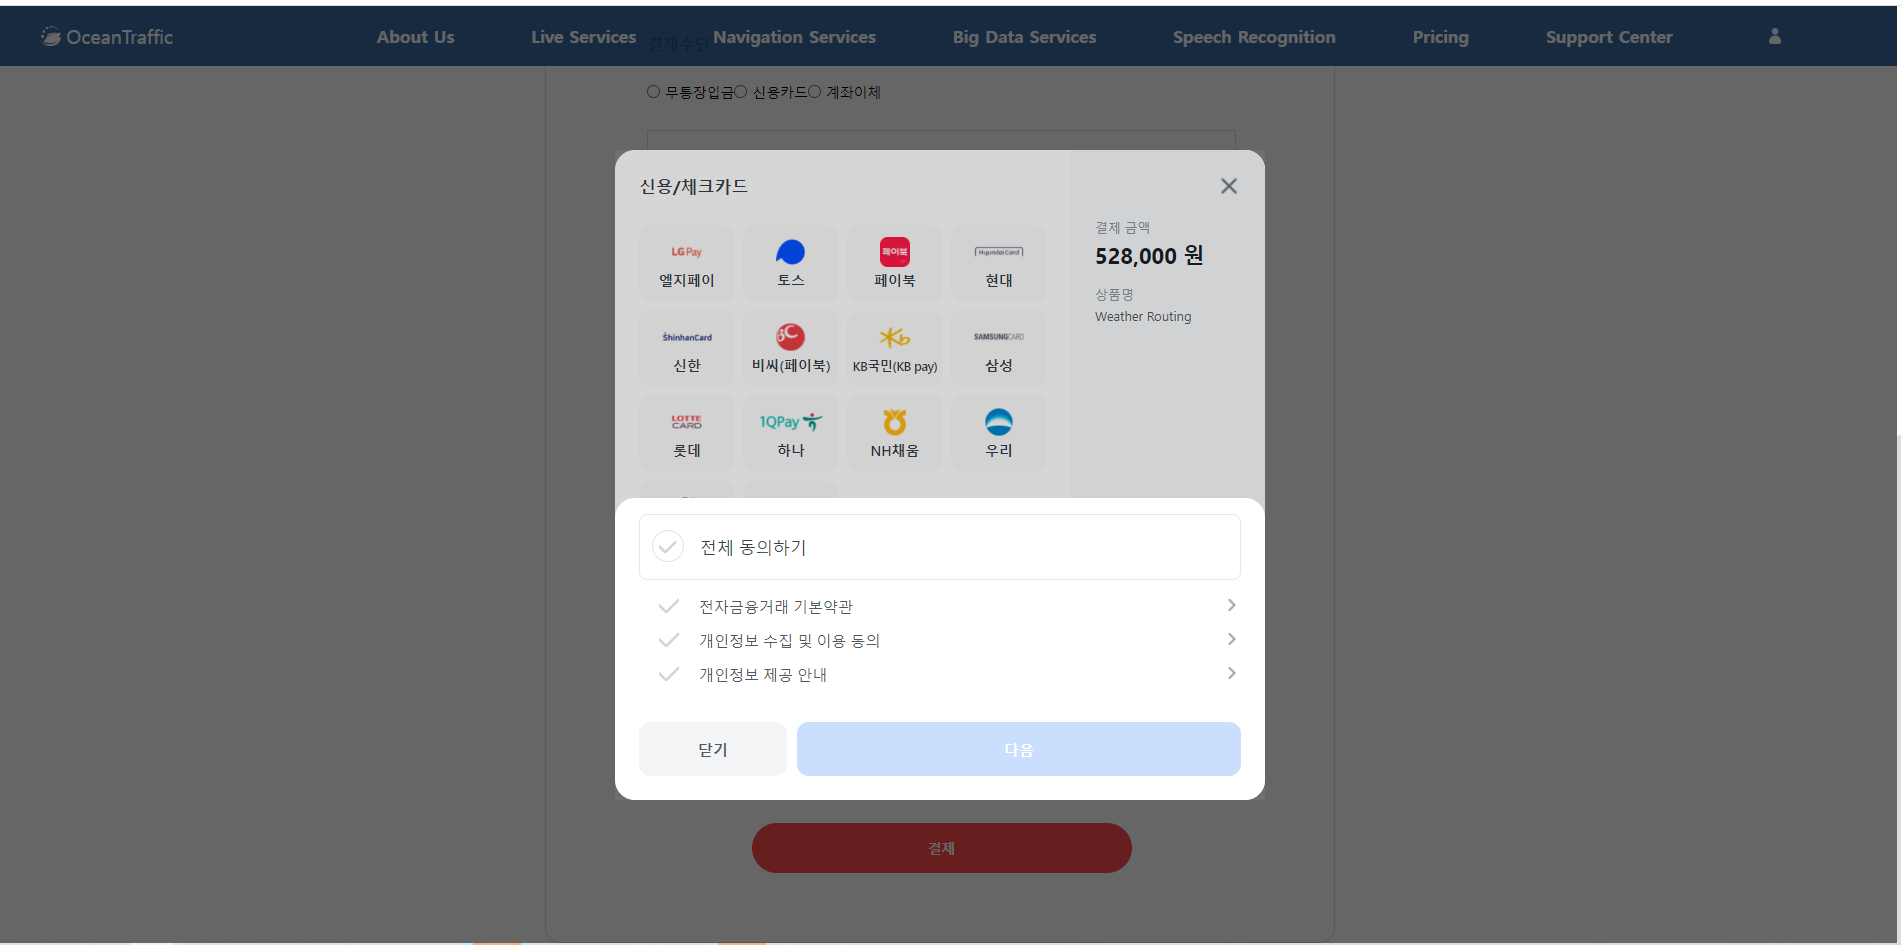 OceanTraffic
About Us
Live Services
Navigation Services
Big Data Services
Speech Recognition
Pricing
Support Center
결제수단
무통장입금 신용카드 계좌이체
신용/체크카드
LG Pay
엘지페이
토스
페이북
페이북
HyundaiCard
현대
ShinhanCard
신한
BC
비씨(페이북)
Kb
KB국민(KB pay)
SAMSUNG CARD
삼성
LOTTE
CARD
롯데
1QPay
하나
NH채움
우리
결제 금액
528,000 원
상품명
Weather Routing
전체 동의하기
전자금융거래 기본약관
개인정보 수집 및 이용 동의
개인정보 제공 안내
닫기
다음
결제